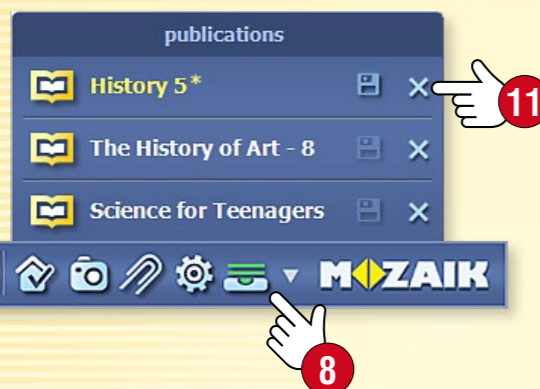 publications
History 5*
11
The History of Art - 8
Science for Teenagers
MOZAIK
8